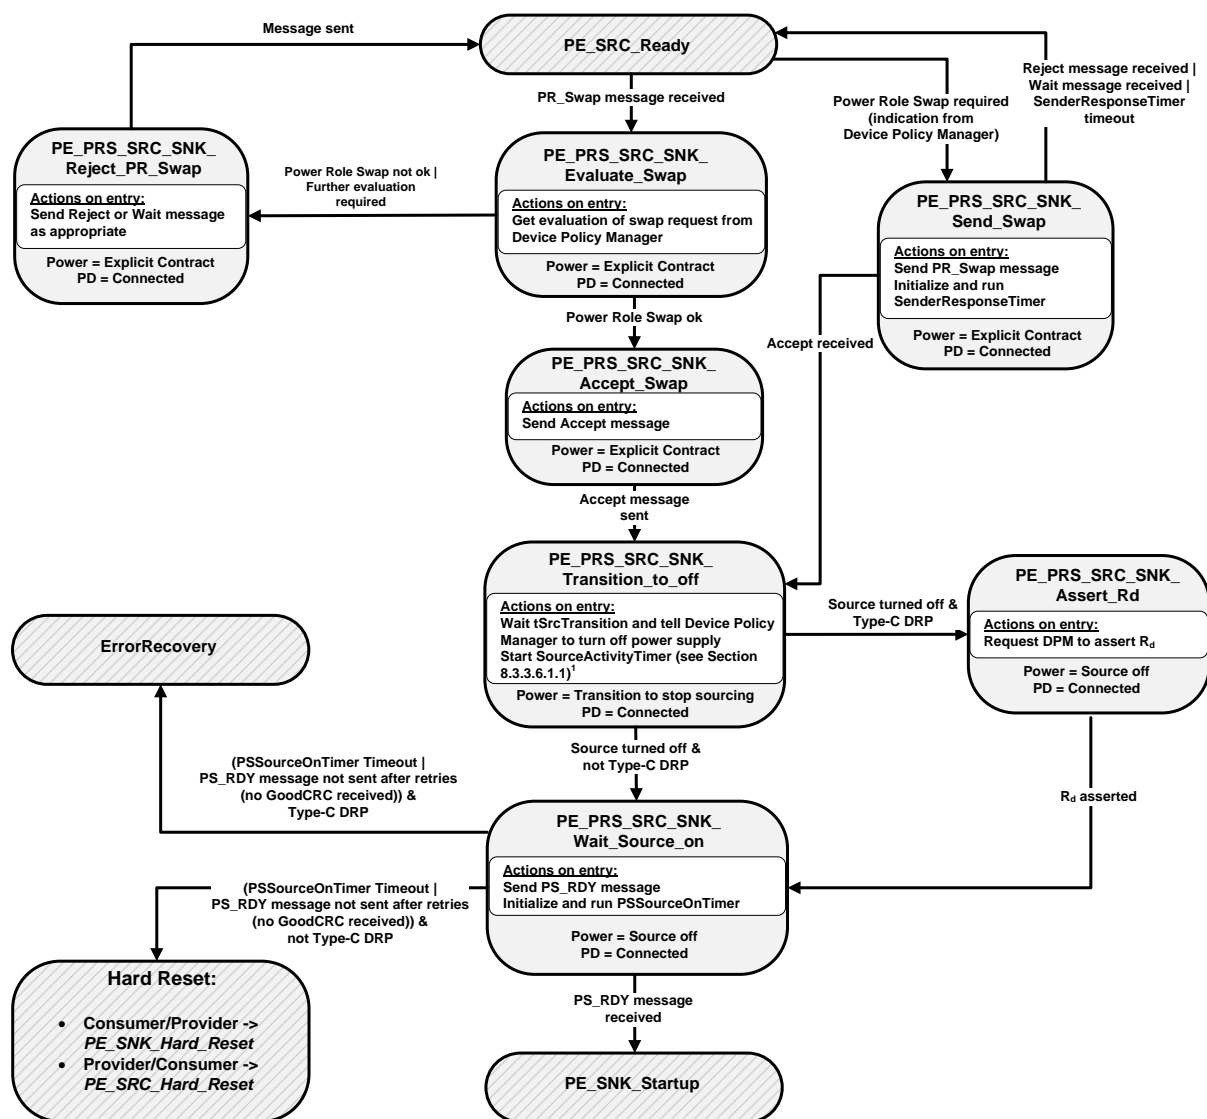 Message sent
PE_SRC_Ready
Reject message received |
Wait message received |
SenderResponseTimer
timeout
PR_Swap message received
Power Role Swap required
(indication from
Device Policy Manager)
PE_PRS_SRC_SNK_
Reject_PR_Swap
Actions on entry:
Send Reject or Wait message
as appropriate
Power = Explicit Contract
PD = Connected
Power Role Swap not ok |
Further evaluation
required
PE_PRS_SRC_SNK_
Evaluate_Swap
Actions on entry:
Get evaluation of swap request from
Device Policy Manager
Power = Explicit Contract
PD = Connected
PE_PRS_SRC_SNK_
Send_Swap
Actions on entry:
Send PR_Swap message
Initialize and run
SenderResponseTimer
Power = Explicit Contract
PD = Connected
Power Role Swap ok
Accept received
PE_PRS_SRC_SNK_
Accept_Swap
Actions on entry:
Send Accept message
Power = Explicit Contract
PD = Connected
Accept message
sent
PE_PRS_SRC_SNK_
Transition_to_off
Actions on entry:
Wait tSrcTransition and tell Device Policy
Manager to turn off power supply
Start SourceActivityTimer (see Section
8.3.3.6.1.1)¹
Power = Transition to stop sourcing
PD = Connected
Source turned off &
Type-C DRP
PE_PRS_SRC_SNK_
Assert_Rd
Actions on entry:
Request DPM to assert Rd
Power = Source off
PD = Connected
ErrorRecovery
Source turned off &
not Type-C DRP
(PSSourceOnTimer Timeout |
PS_RDY message not sent after retries
(no GoodCRC received)) &
Type-C DRP
Rd asserted
PE_PRS_SRC_SNK_
Wait_Source_on
Actions on entry:
Send PS_RDY message
Initialize and run PSSourceOnTimer
Power = Source off
PD = Connected
(PSSourceOnTimer Timeout |
PS_RDY message not sent after retries
(no GoodCRC received)) &
not Type-C DRP
Hard Reset:
• Consumer/Provider ->
PE_SNK_Hard_Reset
• Provider/Consumer ->
PE_SRC_Hard_Reset
PS_RDY message
received
PE_SNK_Startup